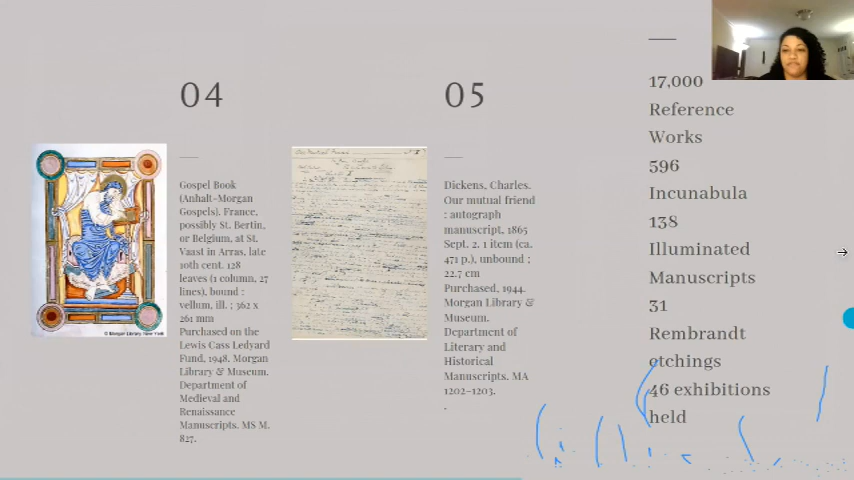 04
Gospel Book
(Anhalt-Morgan
Gospels). France,
possibly St. Bertin,
or Belgium, at St.
Vaast in Arras, late
10th cent. 128
leaves (1 column, 27
lines), bound :
vellum, ill. ; 362 x
261 mm
Purchased on the
Lewis Cass Ledyard
Fund, 1948. Morgan
Library & Museum.
Department of
Medieval and
Renaissance
Manuscripts. MS M.
827.
© Morgan Library New York
05
Dickens, Charles.
Our mutual friend
: autograph
manuscript, 1865
Sept. 2. 1 item (ca.
471 p.), unbound ;
22.7 cm
Purchased, 1944.
Morgan Library &
Museum.
Department of
Literary and
Historical
Manuscripts. MA
1202-1203.
.
17,000
Reference
Works
596
Incunabula
138
Illuminated
Manuscripts
31
Rembrandt
etchings
46 exhibitions
held